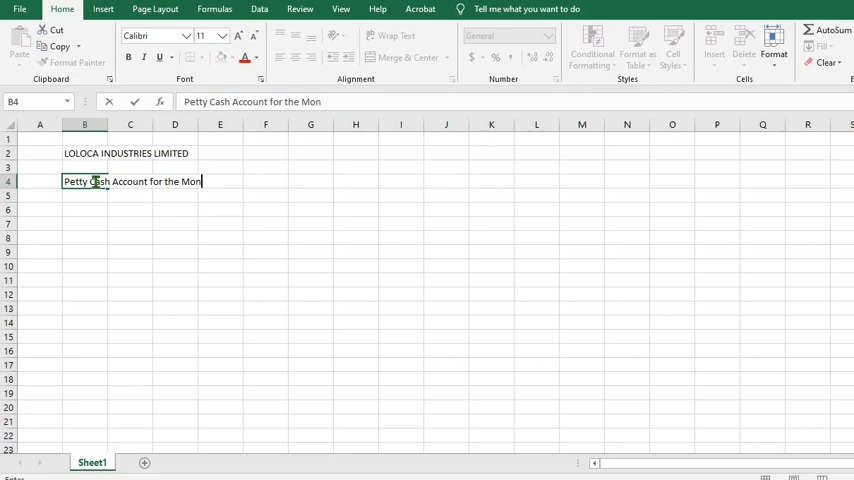 File Home Insert Page Layout Formulas Data Review View Help Acrobat Tell me what you want to do
Cut Calibri 11 A A Wrap Text General AutoSum
Paste Copy Conditional Format as Cell Insert Delete Format Fill
Format Painter B I U A Merge & Center $ % Formatting Table Styles Clear
Clipboard Font Alignment Number Styles Cells
B4 fx Petty Cash Account for the Mon
A B C D E F G H I J K L M N O P Q R S
1
2 LOLOCA INDUSTRIES LIMITED
3
4 Petty Cash Account for the Mon
5
6
7
8
9
10
11
12
13
14
15
16
17
18
19
20
21
22
23
Sheet1